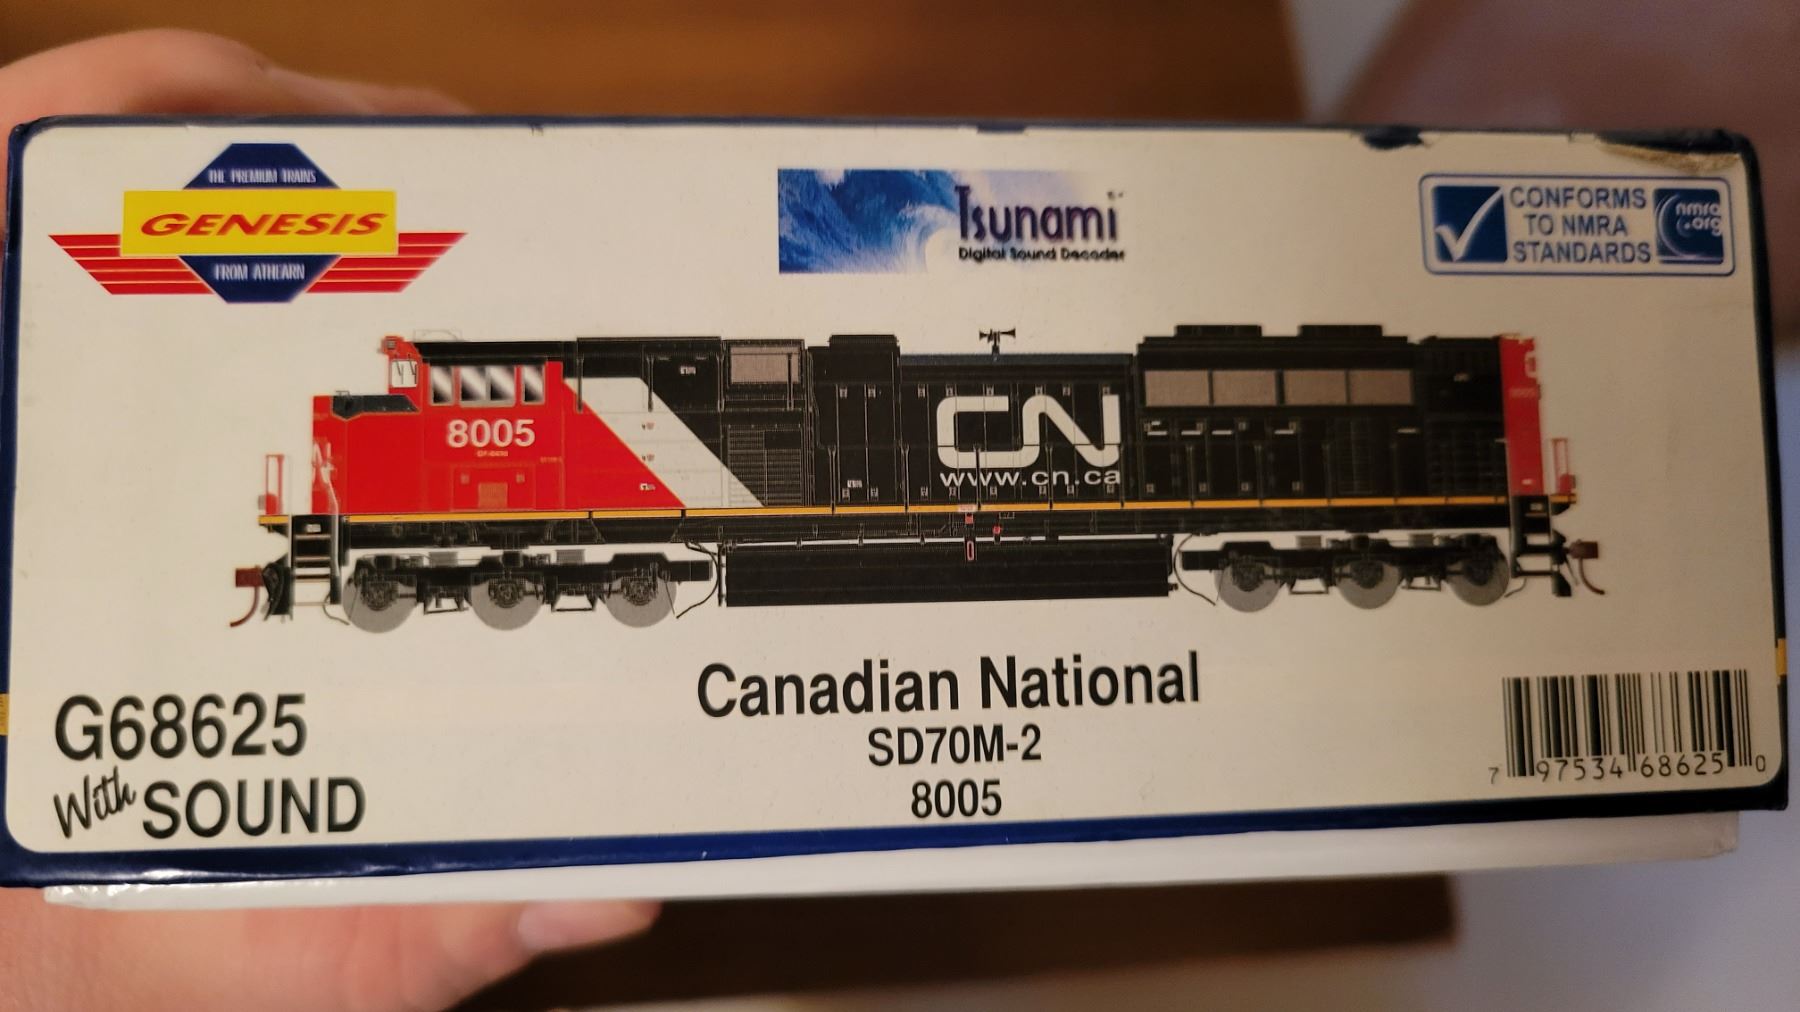 THE PREMIUM TRAINS
GENESIS
FROM ATHEARN
Tsunami
Digital Sound Decoder
CONFORMS
TO NMRA
STANDARDS
nmra
.org
8005
CN
www.cn.ca
G68625
With SOUND
Canadian National
SD70M-2
8005
7 97534 68625 0